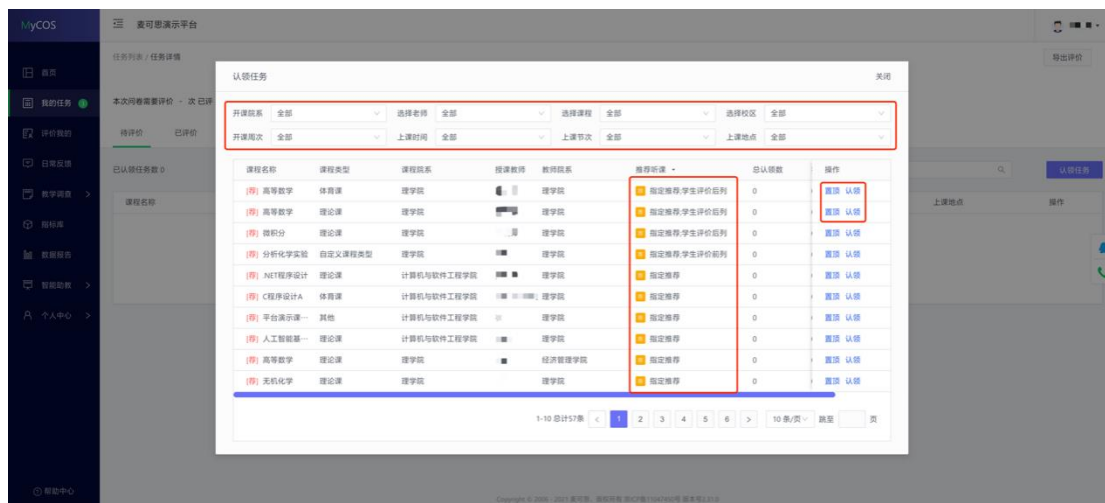 MyCOS 麦可思演示平台
任务列表 / 任务详情 导出评价
首页
认领任务 关闭
我的任务 本次问卷需要评价 - 次 已评
开课院系 全部 选择老师 全部 选择课程 全部 选择校区 全部
评价我的 待评价 已评价 开课周次 全部 上课时间 全部 上课节次 全部 上课地点 全部
日常反馈 已认领任务数 0 认领任务
课程名称 课程类型 课程院系 授课教师 教师院系 推荐听课 总认领数 操作
教学调查
[荐] 高等数学 体育课 理学院 理学院 指定推荐;学生评价后列 0 置顶 认领
课程名称 上课地点 操作
[荐] 高等数学 理论课 理学院 理学院 指定推荐;学生评价后列 0 置顶 认领
指标库
[荐] 微积分 理论课 理学院 理学院 指定推荐;学生评价后列 0 置顶 认领
数据报告
[荐] 分析化学实验 自定义课程类型 理学院 理学院 指定推荐;学生评价前列 0 置顶 认领
[荐] .NET程序设计 理论课 计算机与软件工程学院 理学院 指定推荐 0 置顶 认领
智能助教
[荐] C程序设计A 体育课 计算机与软件工程学院 理学院 指定推荐 0 置顶 认领
个人中心
[荐] 平台演示课… 其他 计算机与软件工程学院 理学院 指定推荐 0 置顶 认领
[荐] 人工智能基… 理论课 计算机与软件工程学院 理学院 指定推荐 0 置顶 认领
[荐] 高等数学 理论课 理学院 经济管理学院 指定推荐 0 置顶 认领
[荐] 无机化学 理论课 理学院 理学院 指定推荐 0 置顶 认领
1-10 总计57条 < 1 2 3 4 5 6 > 10 条/页 跳至 页
帮助中心